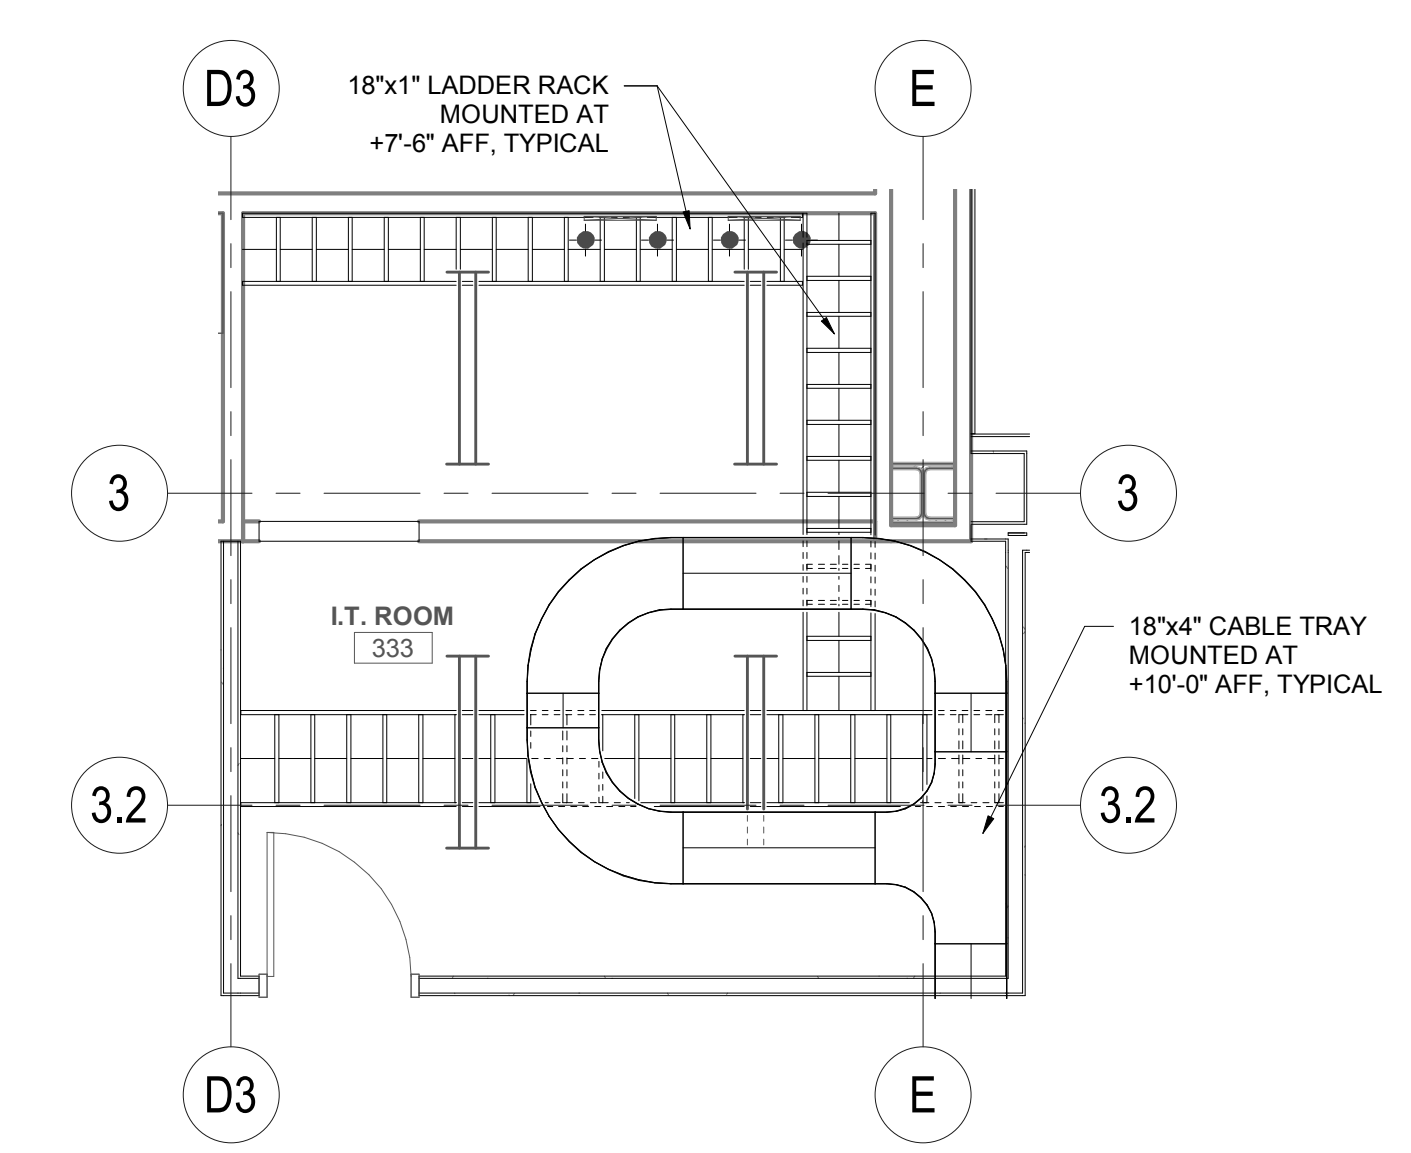 D3
18"x1" LADDER RACK
MOUNTED AT
+7'-6" AFF, TYPICAL
E
3
3
I.T. ROOM
333
18"x4" CABLE TRAY
MOUNTED AT
+10'-0" AFF, TYPICAL
3.2
3.2
D3
E